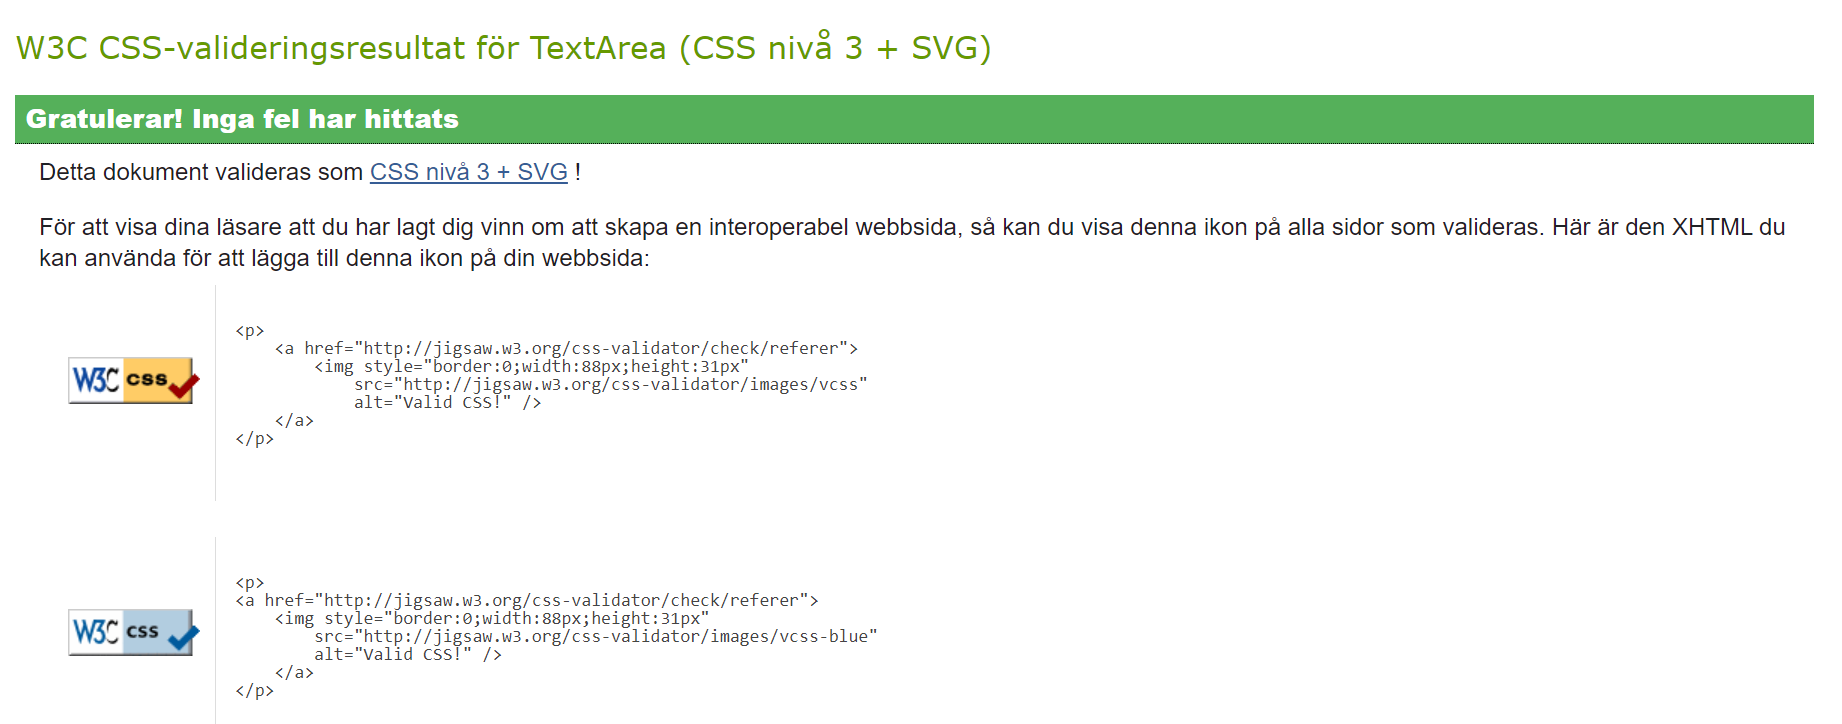 W3C CSS-valideringsresultat för TextArea (CSS nivå 3 + SVG)
Gratulerar! Inga fel har hittats
Detta dokument valideras som CSS nivå 3 + SVG !
För att visa dina läsare att du har lagt dig vinn om att skapa en interoperabel webbsida, så kan du visa denna ikon på alla sidor som valideras. Här är den XHTML du
kan använda för att lägga till denna ikon på din webbsida:
W3C css
<p>
    <a href="http://jigsaw.w3.org/css-validator/check/referer">
        <img style="border:0;width:88px;height:31px"
            src="http://jigsaw.w3.org/css-validator/images/vcss"
            alt="Valid CSS!" />
    </a>
</p>
W3C css
<p>
<a href="http://jigsaw.w3.org/css-validator/check/referer">
    <img style="border:0;width:88px;height:31px"
        src="http://jigsaw.w3.org/css-validator/images/vcss-blue"
        alt="Valid CSS!" />
    </a>
</p>